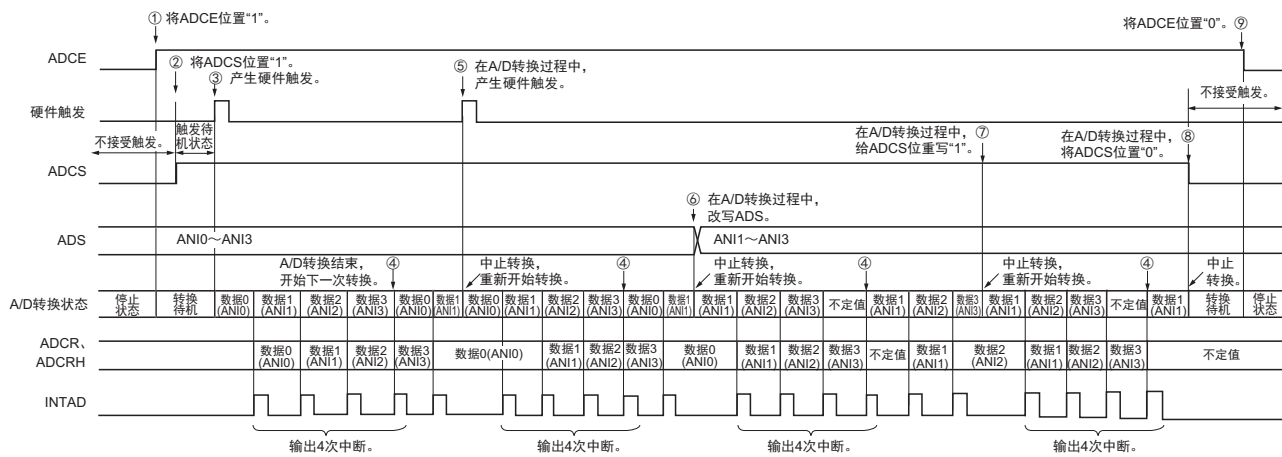 ① 将ADCE位置“1”。
将ADCE位置“0”。 ⑨
ADCE
② 将ADCS位置“1”。
③ 产生硬件触发。
⑤ 在A/D转换过程中，
产生硬件触发。
硬件触发
不接受触发。
触发待
机状态
不接受触发。
在A/D转换过程中， ⑦
给ADCS位重写“1”。
在A/D转换过程中， ⑧
将ADCS位置“0”。
ADCS
⑥ 在A/D转换过程中，
改写ADS。
ADS
ANI0～ANI3
ANI1～ANI3
A/D转换结束，
开始下一次转换。
④
中止转换，
重新开始转换。
④
中止转换，
重新开始转换。
④
中止转换，
重新开始转换。
④
中止
转换。
A/D转换状态
停止
状态
转换
待机
数据0
(ANI0)
数据1
(ANI1)
数据2
(ANI2)
数据3
(ANI3)
数据0
(ANI0)
数据1
(ANI1)
数据0
(ANI0)
数据1
(ANI1)
数据2
(ANI2)
数据3
(ANI3)
数据0
(ANI0)
数据1
(ANI1)
数据1
(ANI1)
数据2
(ANI2)
数据3
(ANI3)
不定值
数据1
(ANI1)
数据2
(ANI2)
数据3
(ANI3)
数据1
(ANI1)
数据2
(ANI2)
数据3
(ANI3)
不定值
数据1
(ANI1)
转换
待机
停止
状态
ADCR、
ADCRH
数据0
(ANI0)
数据1
(ANI1)
数据2
(ANI2)
数据3
(ANI3)
数据0(ANI0)
数据1
(ANI1)
数据2
(ANI2)
数据3
(ANI3)
数据0
(ANI0)
数据1
(ANI1)
数据2
(ANI2)
数据3
(ANI3)
不定值
数据1
(ANI1)
数据2
(ANI2)
数据1
(ANI1)
数据2
(ANI2)
数据3
(ANI3)
不定值
INTAD
输出4次中断。
输出4次中断。
输出4次中断。
输出4次中断。